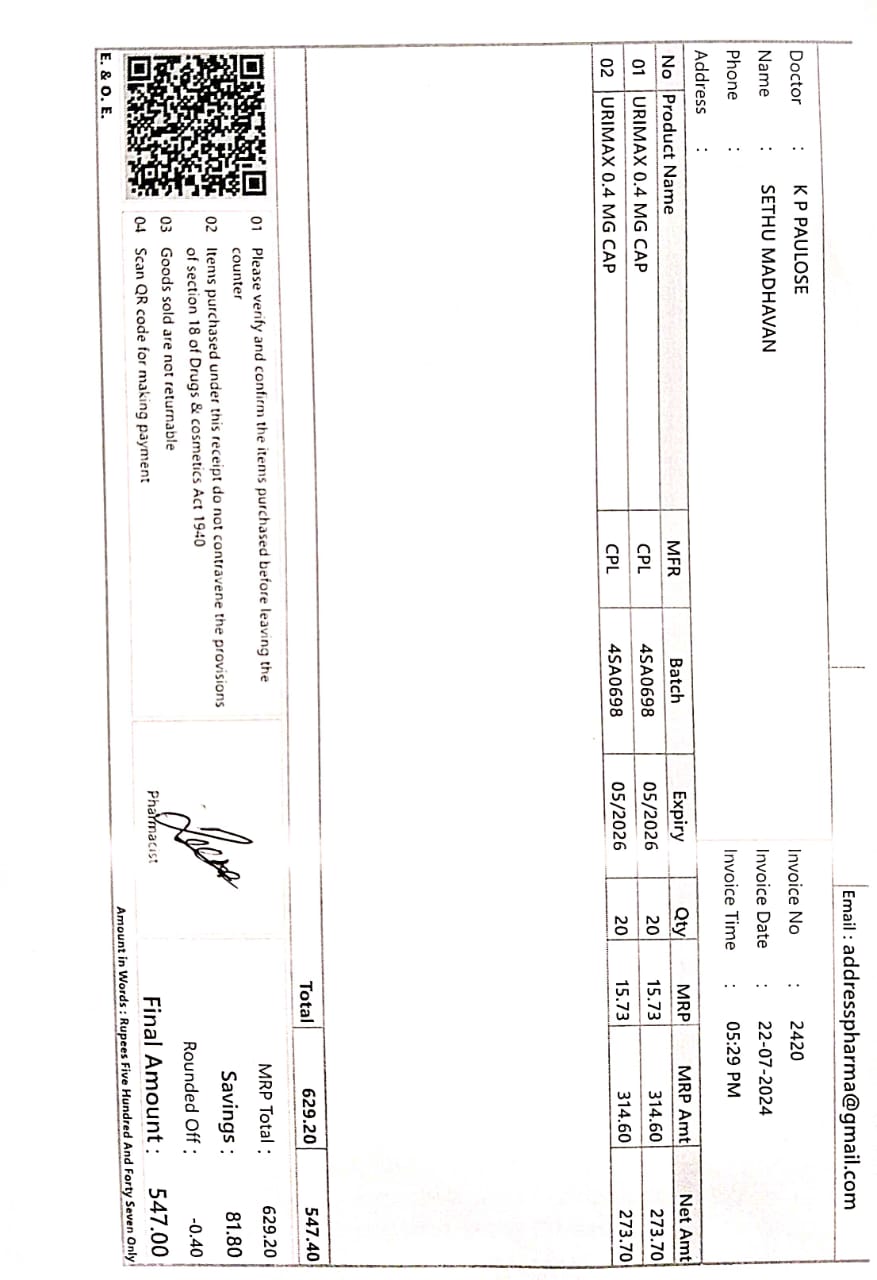 Email : addresspharma@gmail.com
Doctor : K P PAULOSE
Name : SETHU MADHAVAN
Phone :
Address :
Invoice No : 2420
Invoice Date : 22-07-2024
Invoice Time : 05:29 PM
No Product Name MFR Batch Expiry Qty MRP MRP Amt Net Amt
01 URIMAX 0.4 MG CAP CPL 4SA0698 05/2026 20 15.73 314.60 273.70
02 URIMAX 0.4 MG CAP CPL 4SA0698 05/2026 20 15.73 314.60 273.70
Total 629.20 547.40
01 Please verify and confirm the items purchased before leaving the
counter
02 Items purchased under this receipt do not contravene the provisions
of section 18 of Drugs & cosmetics Act 1940
03 Goods sold are not returnable
04 Scan QR code for making payment
E. & O. E.
Pharmacist
MRP Total : 629.20
Savings : 81.80
Rounded Off : -0.40
Final Amount : 547.00
Amount in Words : Rupees Five Hundred And Forty Seven Only